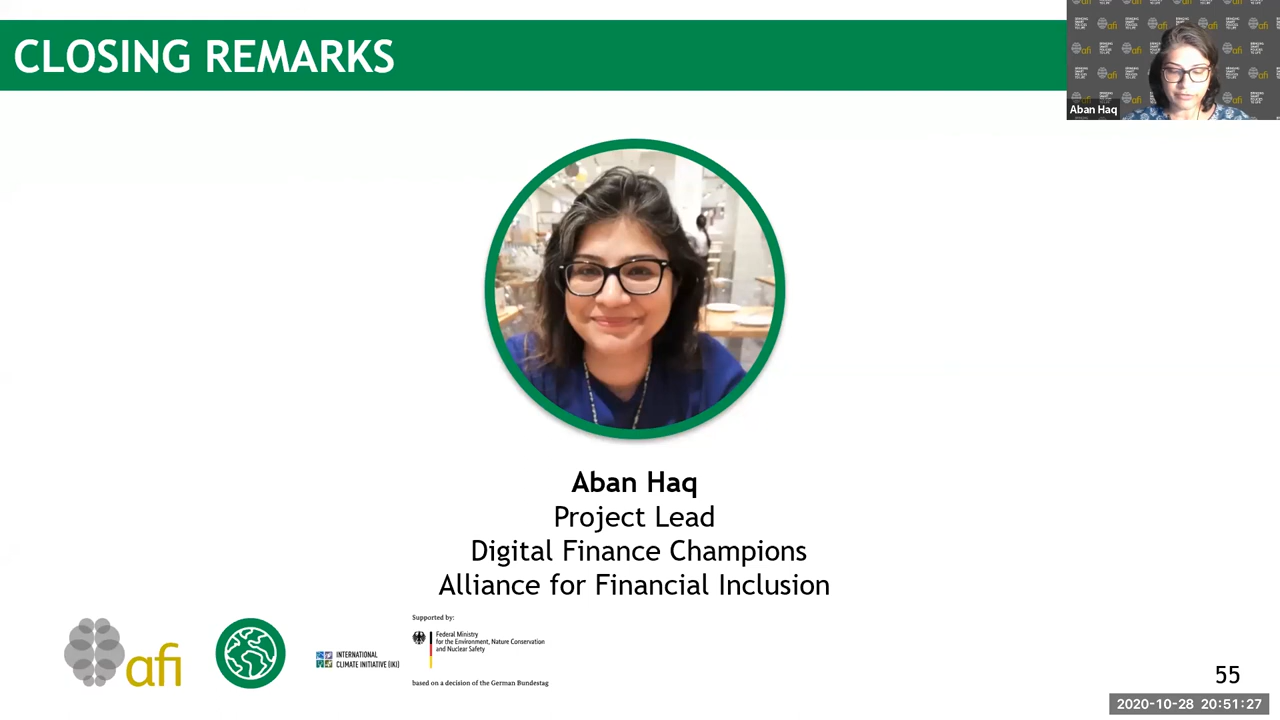 CLOSING REMARKS
Aban Haq
Aban Haq
Project Lead
Digital Finance Champions
Alliance for Financial Inclusion
afi
INTERNATIONAL
CLIMATE INITIATIVE (IKI)
Supported by:
Federal Ministry
for the Environment, Nature Conservation
and Nuclear Safety
based on a decision of the German Bundestag
55
2020-10-28 20:51:27